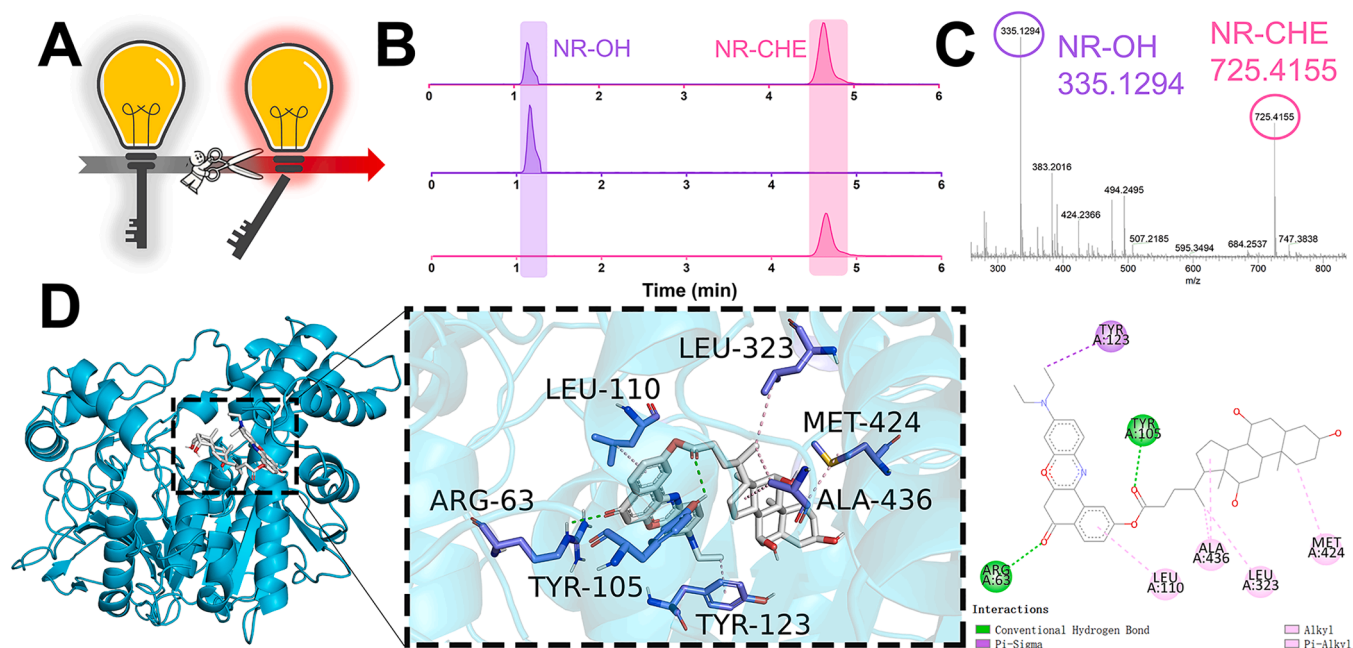 A
B
NR-OH
NR-CHE
0 1 2 3 4 5 6
0 1 2 3 4 5 6
0 1 2 3 4 5 6
Time (min)
C
335.1294
NR-OH
335.1294
NR-CHE
725.4155
725.4155
383.2016
424.2366
494.2495
507.2185
595.3494
684.2537
747.3838
300 400 500 600 700 800
m/z
D
LEU-323
LEU-110
MET-424
ARG-63
ALA-436
TYR-105
TYR-123
TYR
A:123
TYR
A:105
N
N
O
O
O
O
O
O
O
O
ARG
A:63
LEU
A:110
ALA
A:436
LEU
A:323
MET
A:424
Interactions
Conventional Hydrogen Bond
Pi-Sigma
Alkyl
Pi-Alkyl